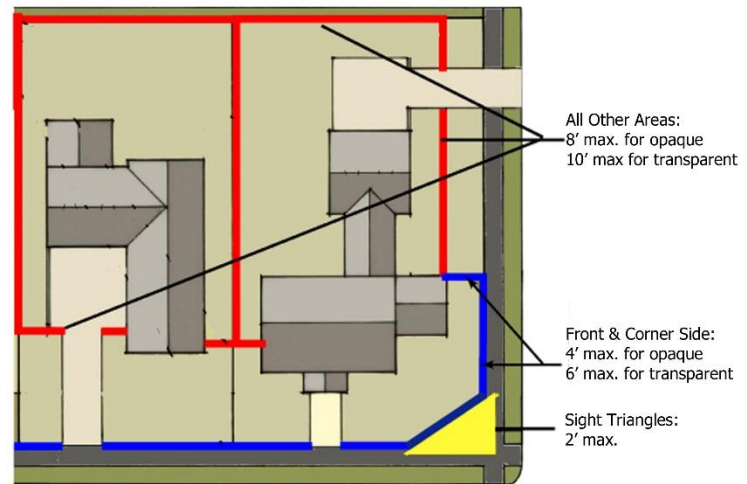 All Other Areas:
8’ max. for opaque
10’ max for transparent
Front & Corner Side:
4’ max. for opaque
6’ max. for transparent
Sight Triangles:
2’ max.